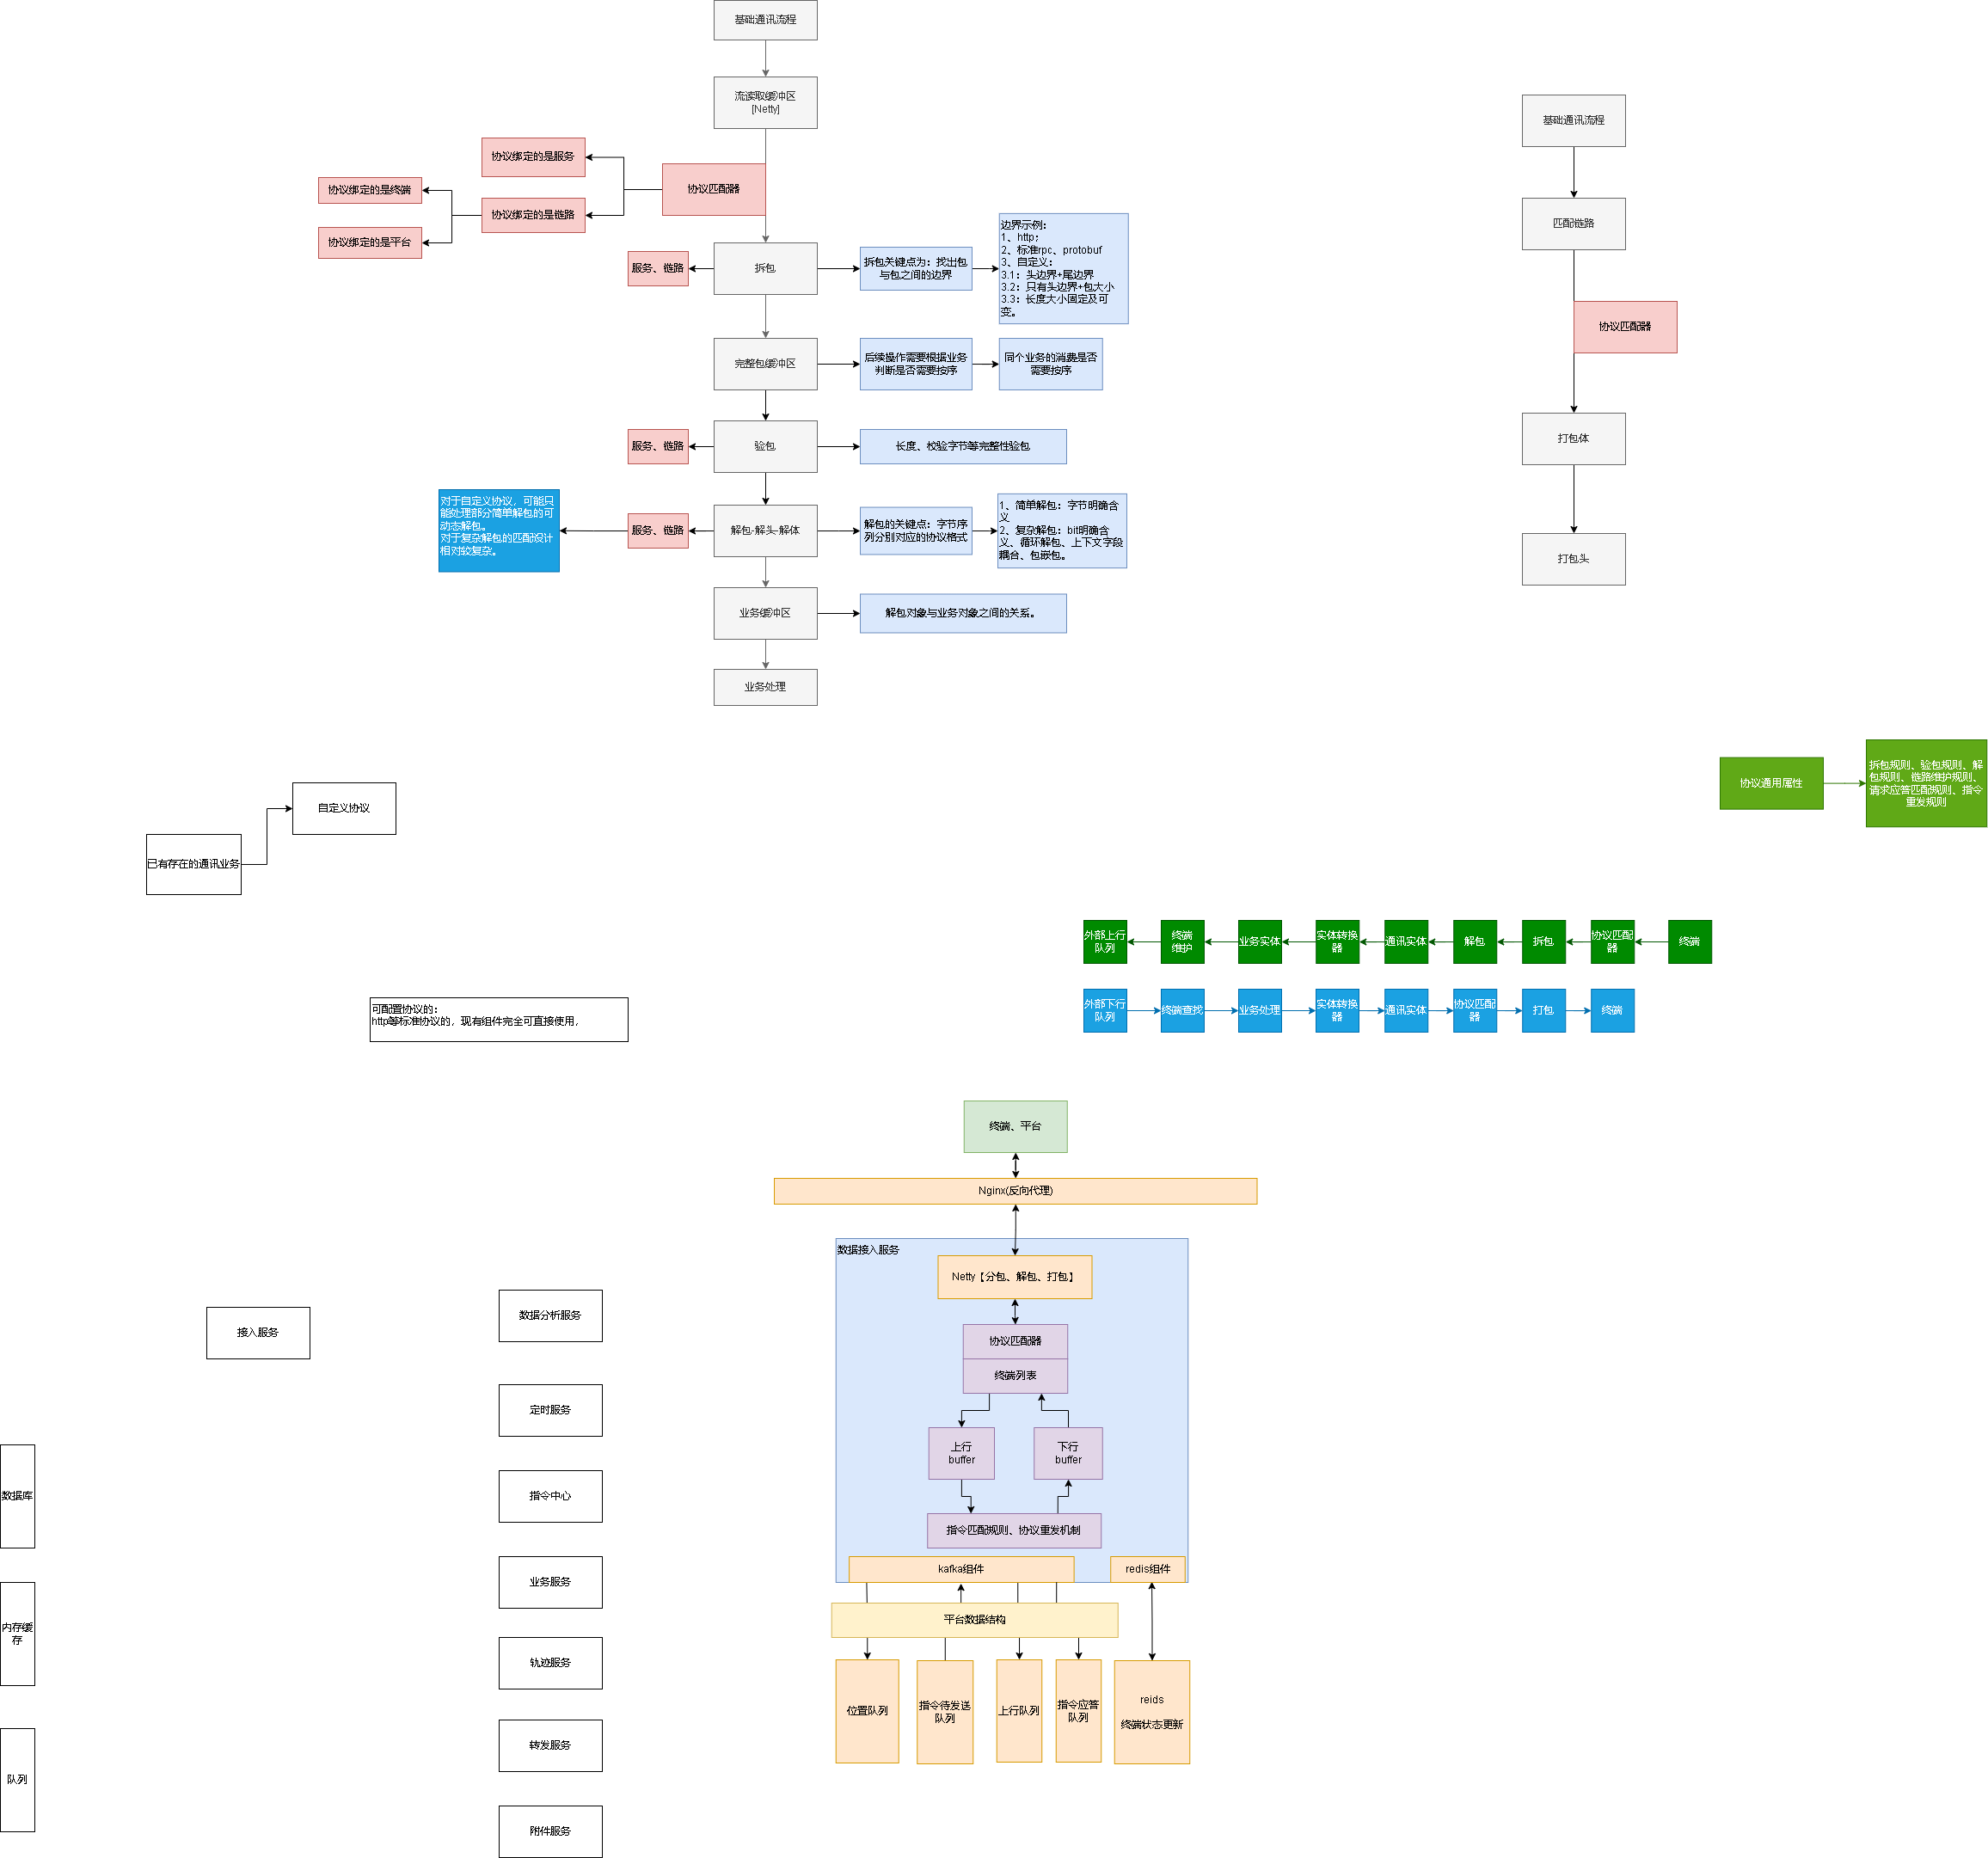 基础通讯流程
流读取缓冲区
[Netty]
协议匹配器
协议绑定的是服务
协议绑定的是链路
协议绑定的是终端
协议绑定的是平台
拆包
服务、链路
拆包关键点为：找出包
与包之间的边界
边界示例：
1、http；
2、标准rpc、protobuf
3、自定义：
3.1：头边界+尾边界
3.2：只有头边界+包大小
3.3：长度大小固定及可
变。
完整包缓冲区
后续操作需要根据业务
判断是否需要按序
同个业务的消费是否
需要按序
验包
服务、链路
长度、校验字节等完整性验包
解包-解头-解体
服务、链路
对于自定义协议，可能只
能处理部分简单解包的可
动态解包。
对于复杂解包的匹配设计
相对较复杂。
解包的关键点：字节序
列分别对应的协议格式
1、简单解包：字节明确含
义
2、复杂解包：bit明确含
义、循环解包、上下文字段
耦合、包嵌包。
业务缓冲区
解包对象与业务对象之间的关系。
业务处理
基础通讯流程
匹配链路
协议匹配器
打包体
打包头
协议通用属性
拆包规则、验包规则、解
包规则、链路维护规则、
请求应答匹配规则、指令
重发规则
自定义协议
已有存在的通讯业务
外部上行
队列
终端
维护
业务实体
实体转换
器
通讯实体
解包
拆包
协议匹配
器
终端
外部下行
队列
终端查找
业务处理
实体转换
器
通讯实体
协议匹配
器
打包
终端
可配置协议的：
http等标准协议的，现有组件完全可直接使用，
终端、平台
Nginx(反向代理)
数据接入服务
Netty【分包、解包、打包】
协议匹配器
终端列表
上行
buffer
下行
buffer
指令匹配规则、协议重发机制
kafka组件
redis组件
平台数据结构
位置队列
指令待发送
队列
上行队列
指令应答
队列
reids
终端状态更新
接入服务
数据分析服务
定时服务
指令中心
业务服务
轨迹服务
转发服务
附件服务
数据库
内存缓
存
队列